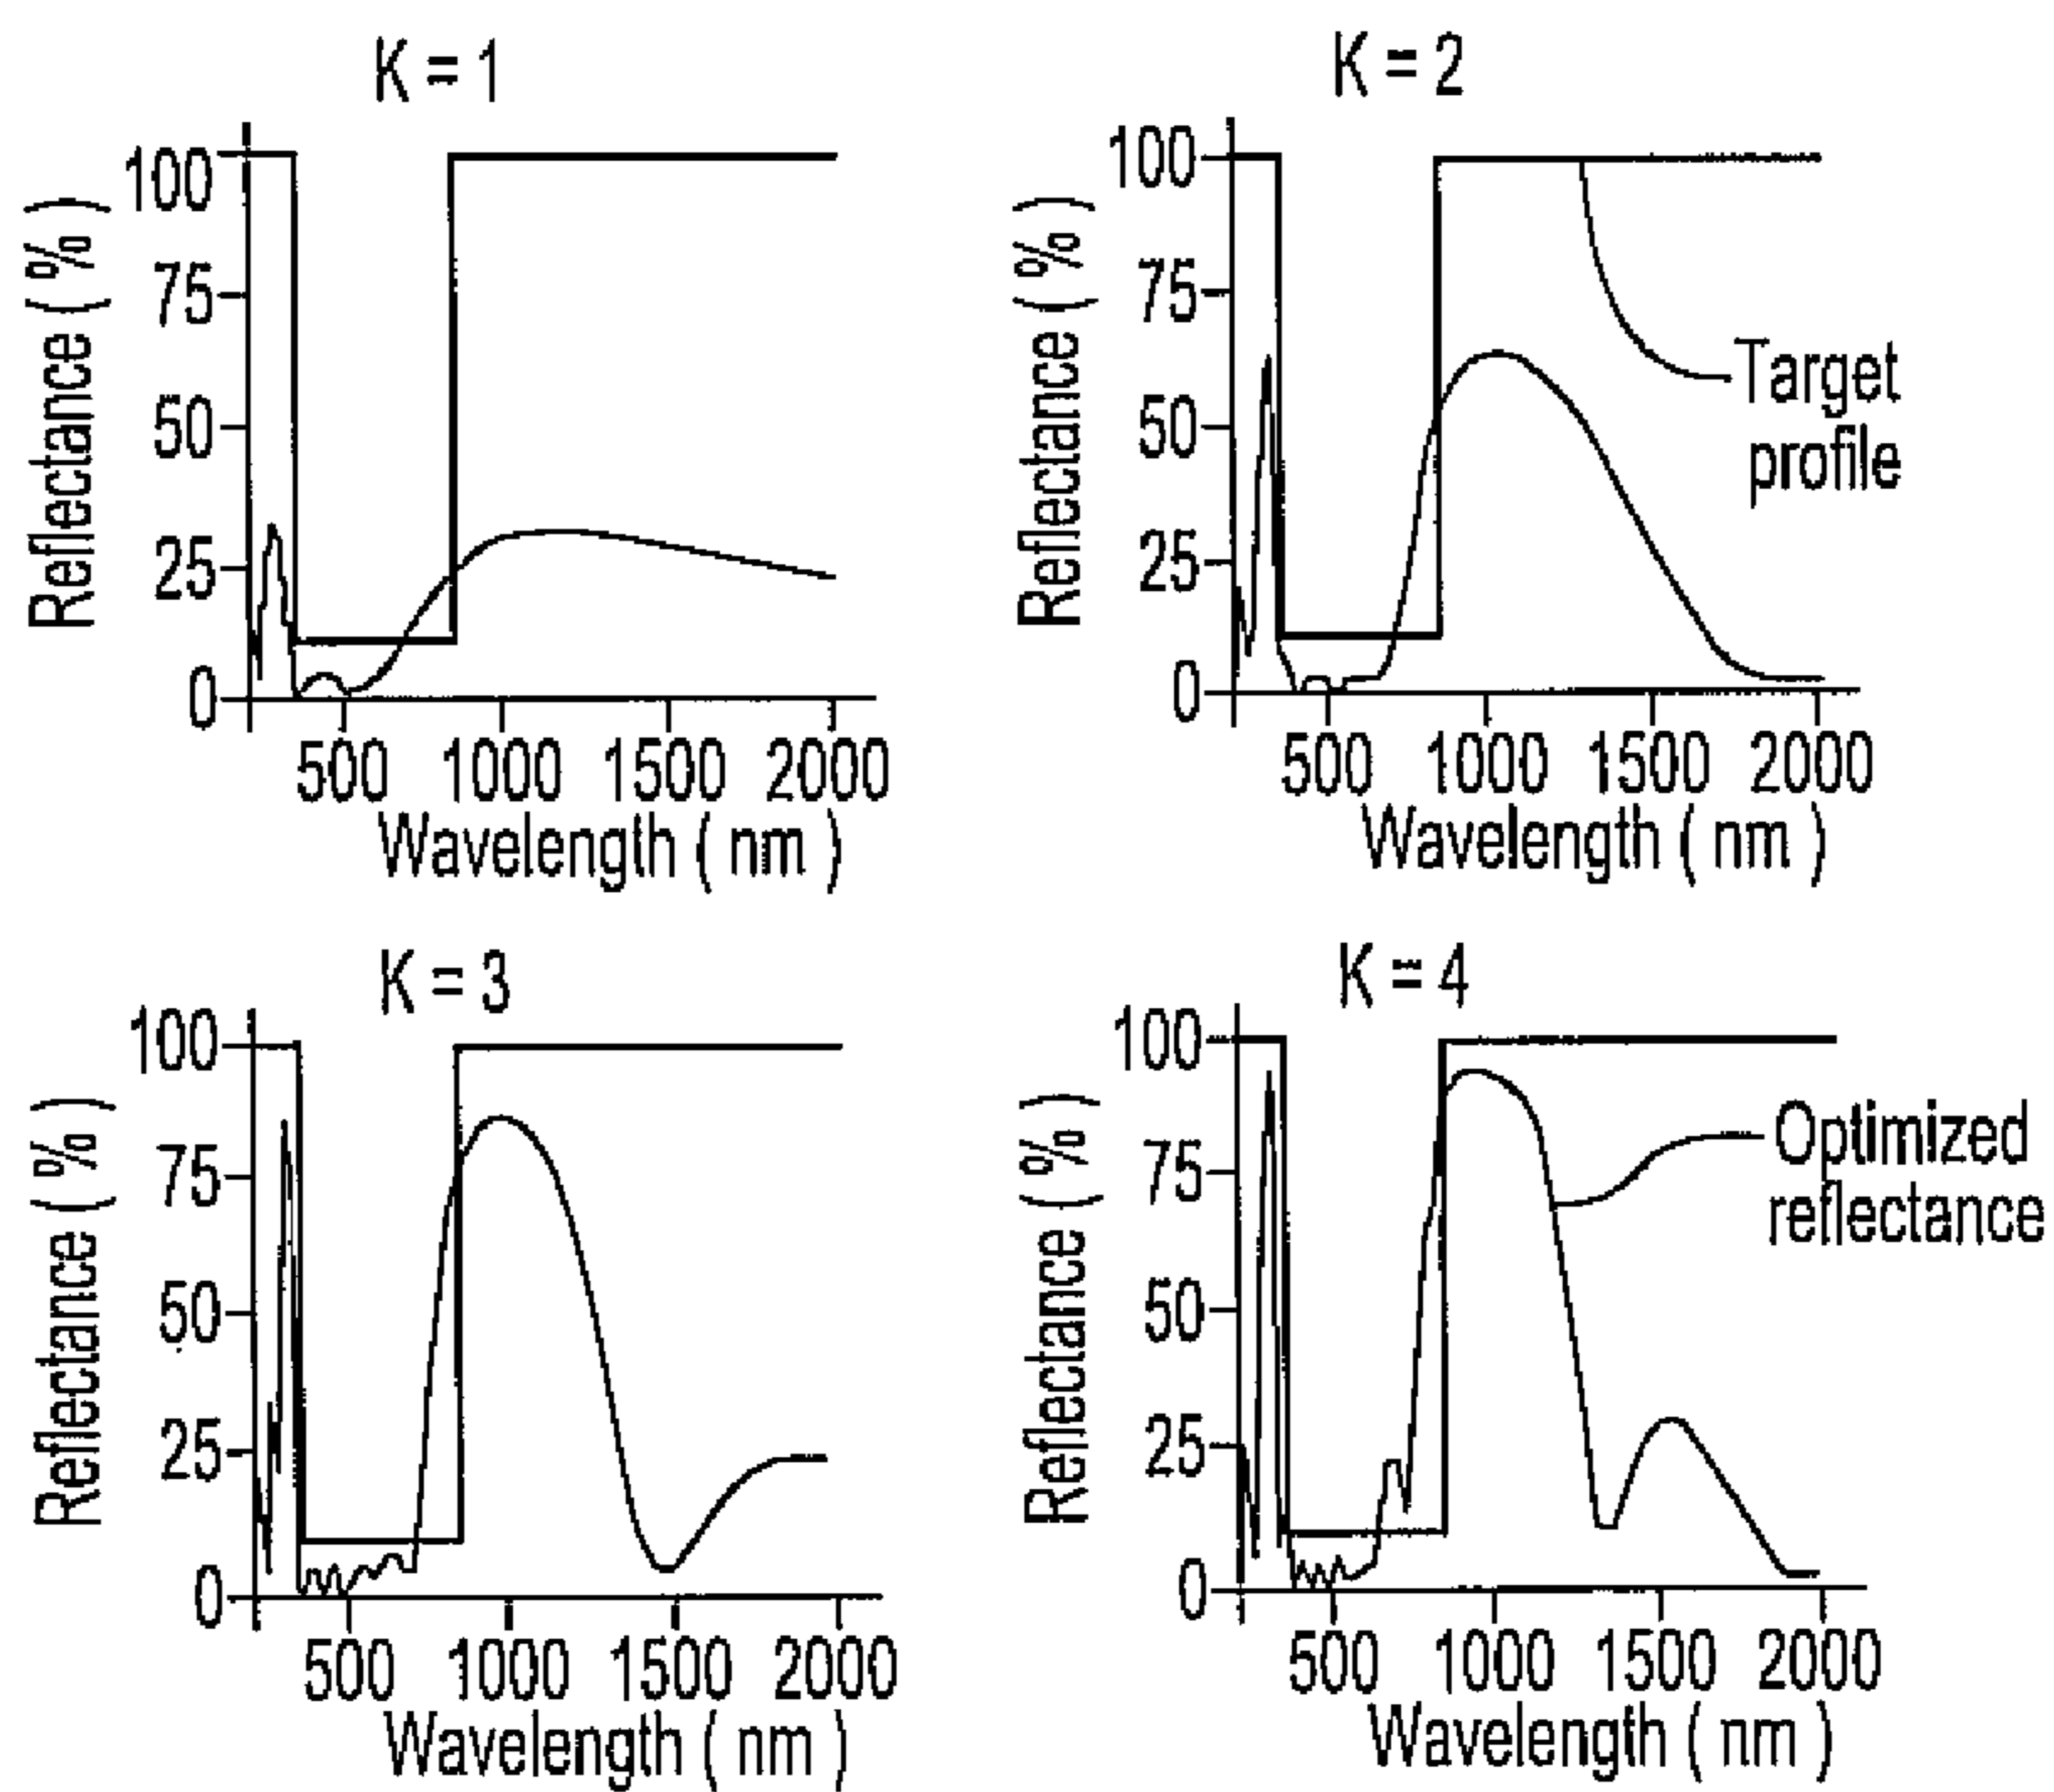 K = 1
100
75
50
25
0
Reflectance ( % )
500 1000 1500 2000
Wavelength ( nm )
K = 2
100
75
50
25
0
Reflectance ( % )
Target
profile
500 1000 1500 2000
Wavelength ( nm )
K = 3
100
75
50
25
0
Reflectance ( % )
500 1000 1500 2000
Wavelength ( nm )
K = 4
100
75
50
25
0
Reflectance ( % )
Optimized
reflectance
500 1000 1500 2000
Wavelength ( nm )